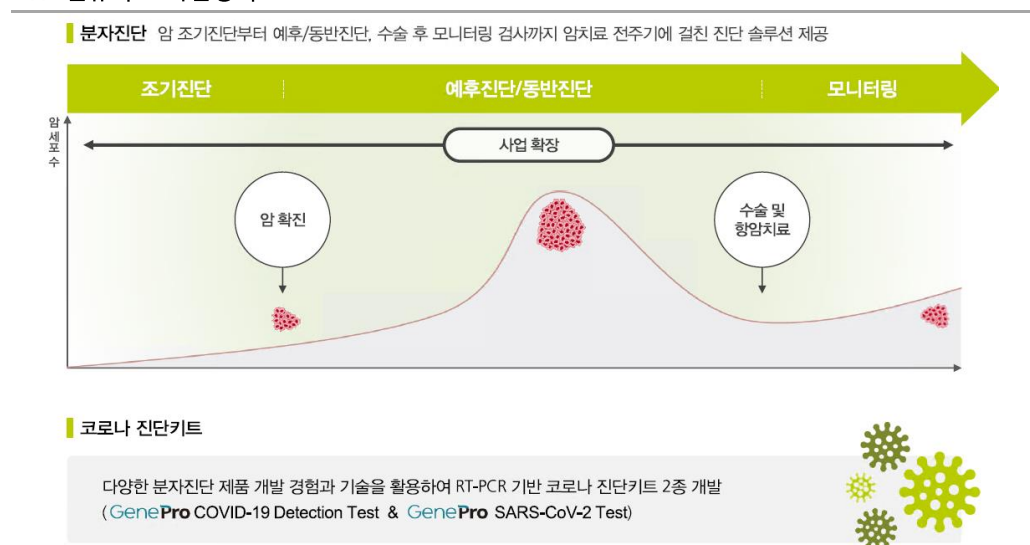 분자진단 암 조기진단부터 예후/동반진단, 수술 후 모니터링 검사까지 암치료 전주기에 걸친 진단 솔루션 제공
조기진단 예후진단/동반진단 모니터링
암세포 수
사업 확장
암 확진
수술 및
항암치료
코로나 진단키트
다양한 분자진단 제품 개발 경험과 기술을 활용하여 RT-PCR 기반 코로나 진단키트 2종 개발
(GenePro COVID-19 Detection Test & GenePro SARS-CoV-2 Test)